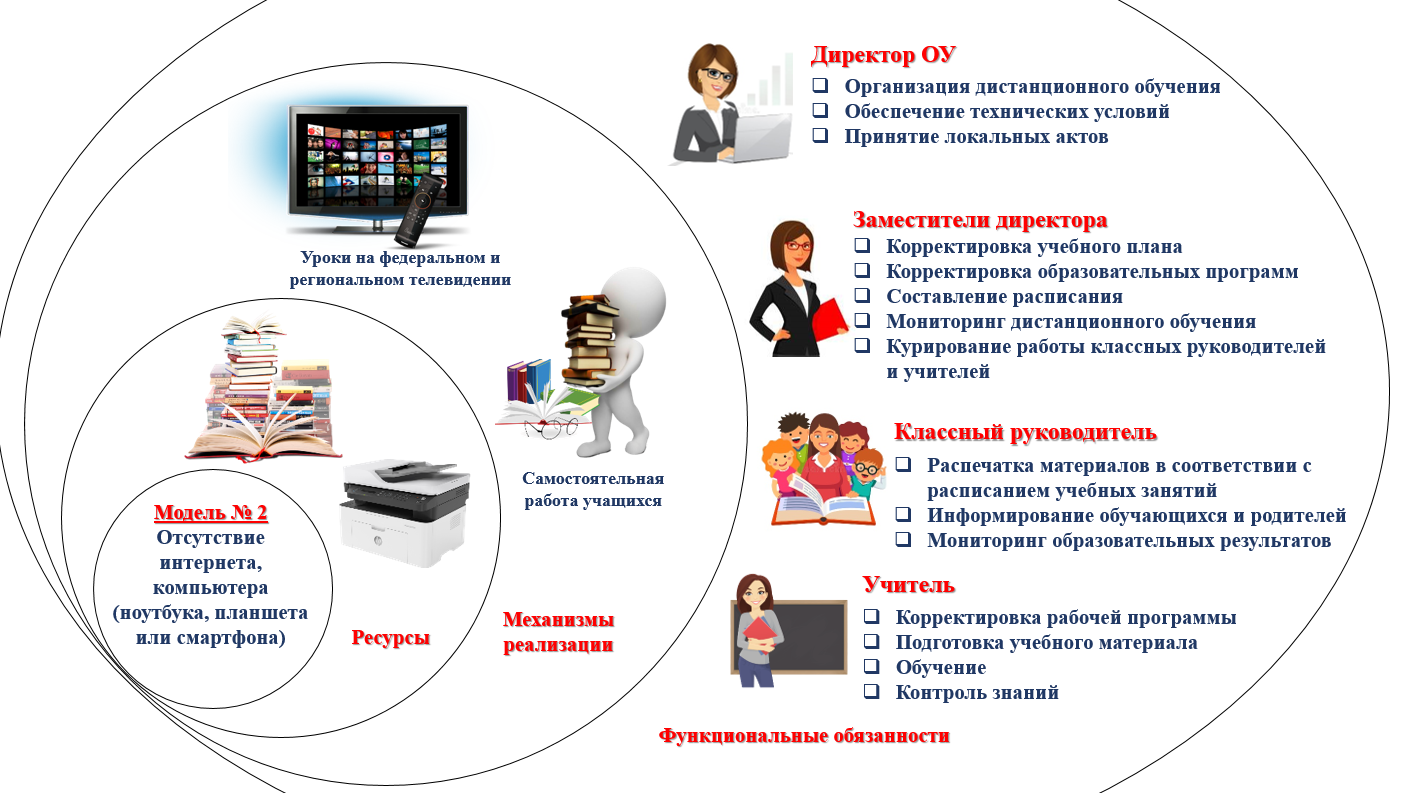 Уроки на федеральном и
региональном телевидении
Самостоятельная
работа учащихся
Модель № 2
Отсутствие
интернета,
компьютера
(ноутбука, планшета
или смартфона)
Ресурсы
Механизмы
реализации
Директор ОУ
Организация дистанционного обучения
Обеспечение технических условий
Принятие локальных актов
Заместители директора
Корректировка учебного плана
Корректировка образовательных программ
Составление расписания
Мониторинг дистанционного обучения
Курирование работы классных руководителей
и учителей
Классный руководитель
Распечатка материалов в соответствии с
расписанием учебных занятий
Информирование обучающихся и родителей
Мониторинг образовательных результатов
Учитель
Корректировка рабочей программы
Подготовка учебного материала
Обучение
Контроль знаний
Функциональные обязанности